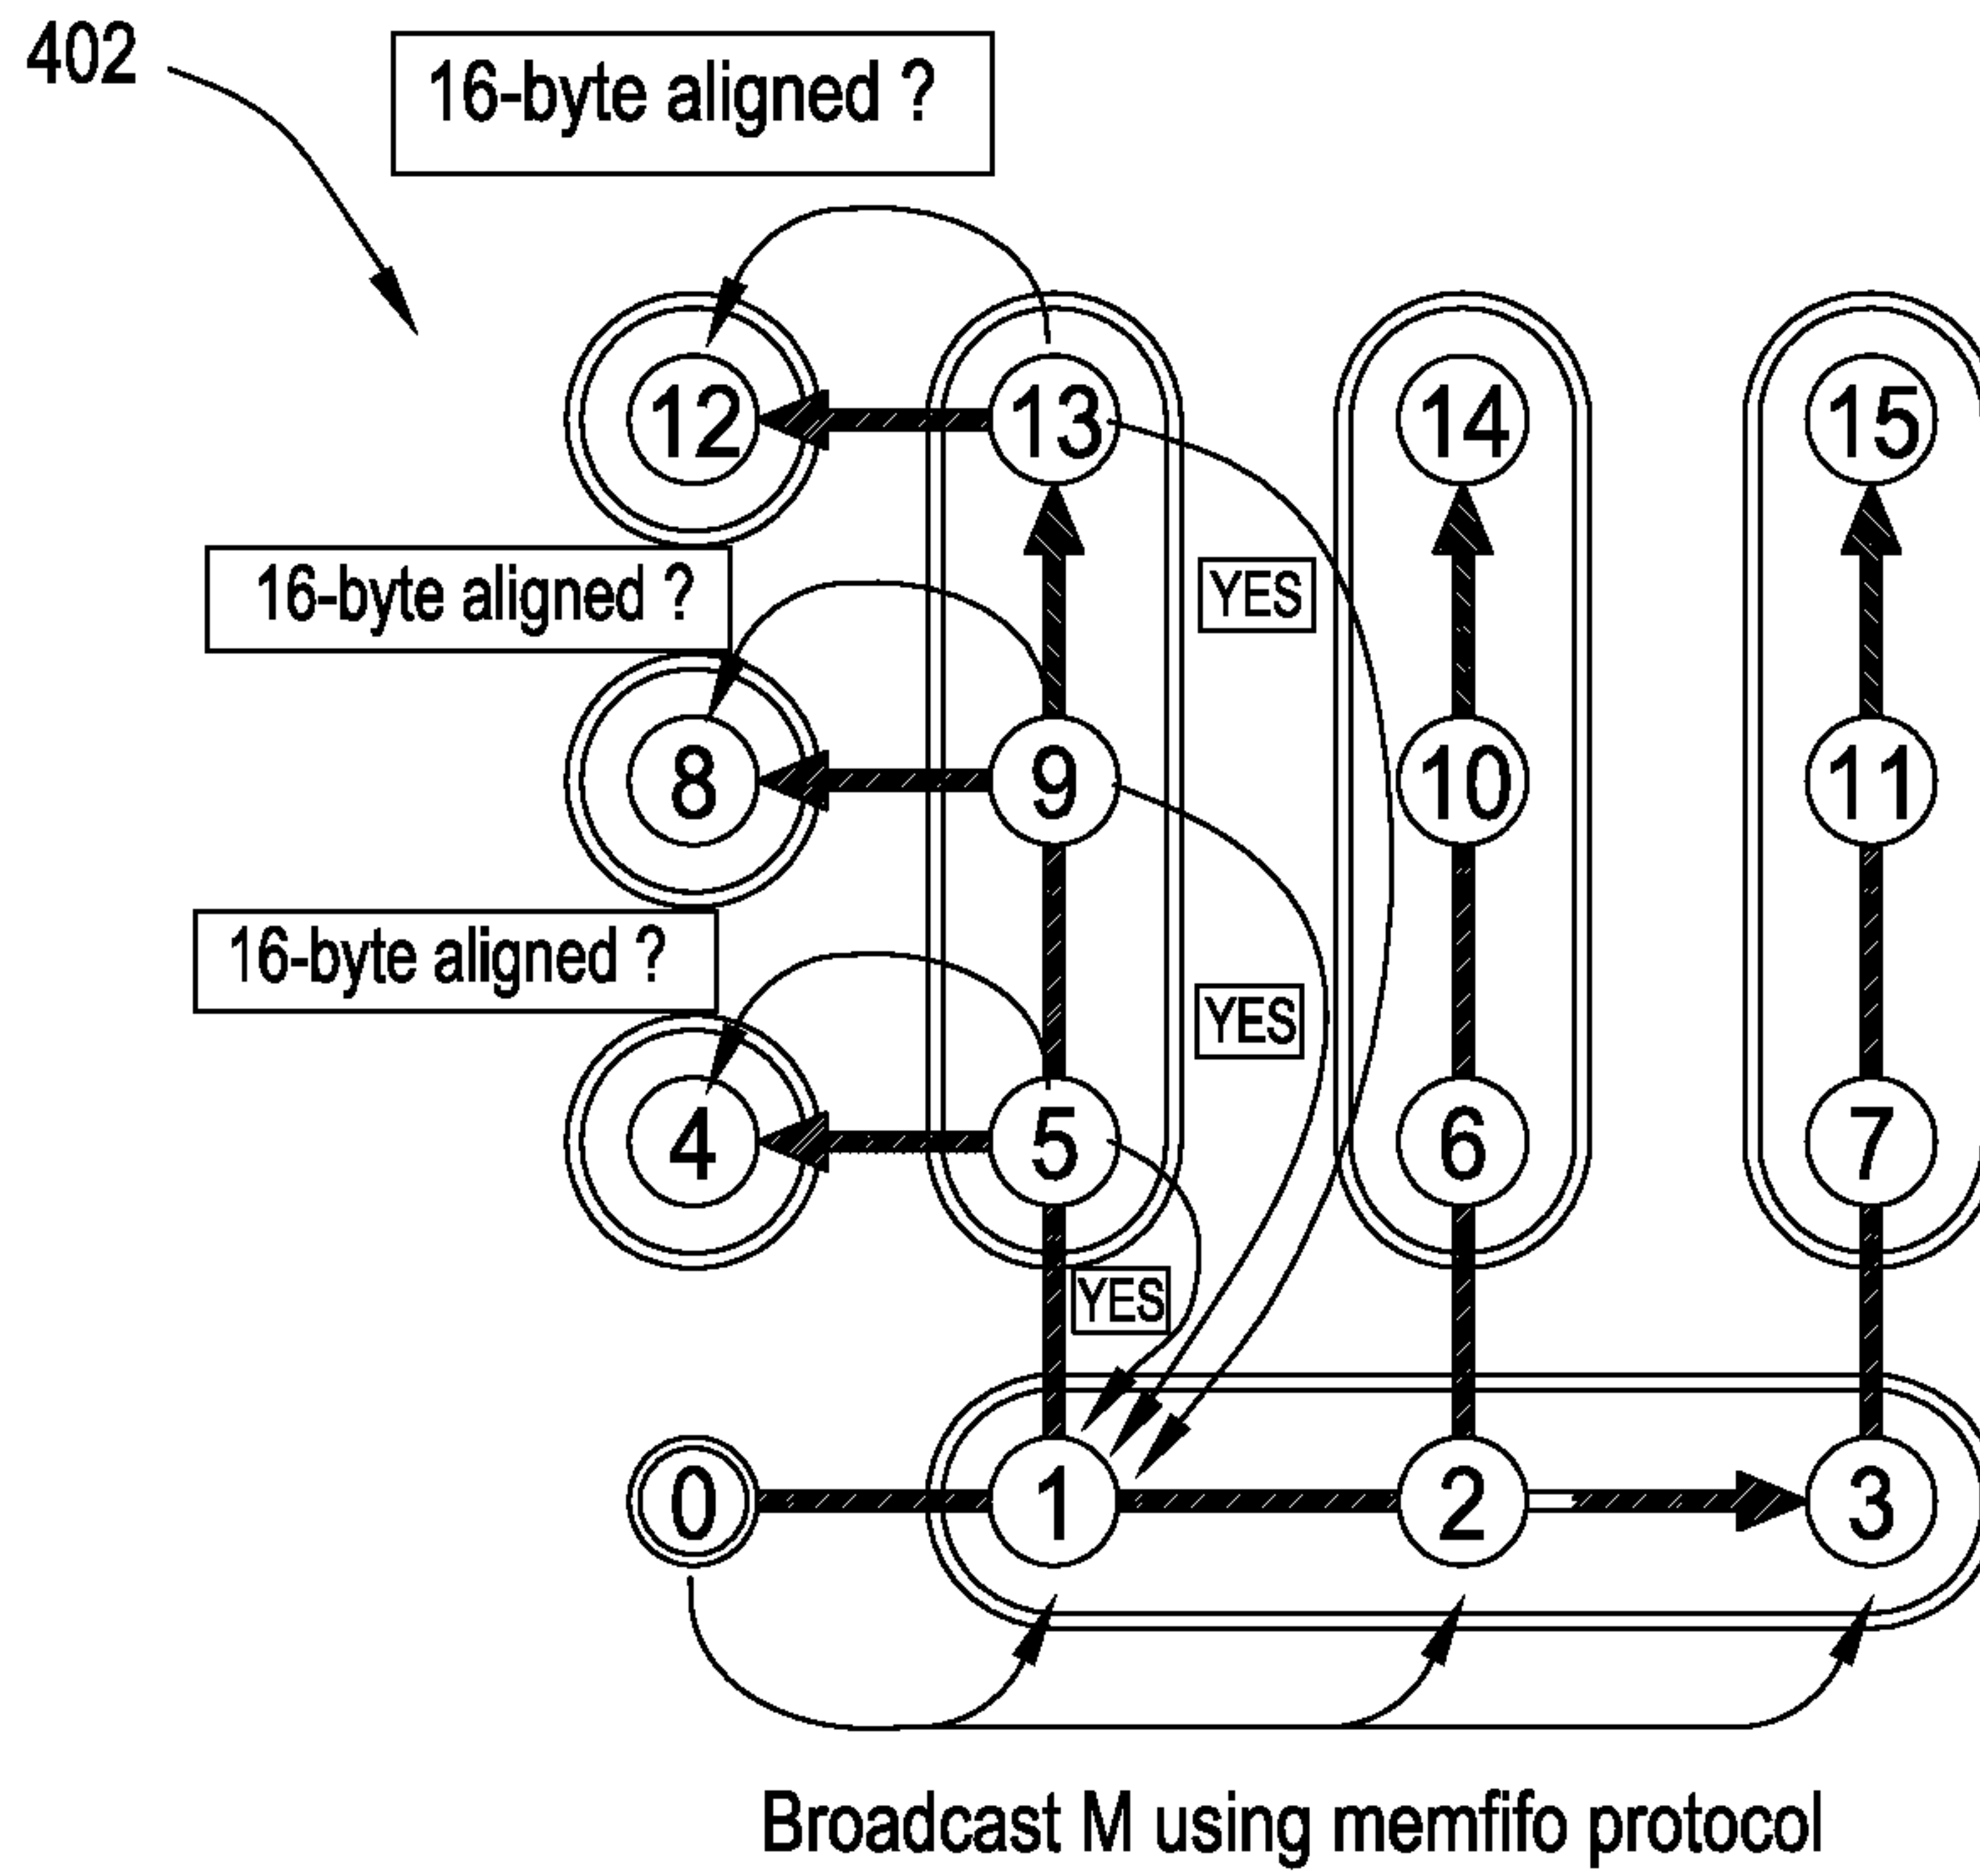 402
16-byte aligned ?
12 13 14 15
YES
16-byte aligned ?
8 9 10 11
16-byte aligned ?
YES
4 5 6 7
YES
0 1 2 3
Broadcast M using memfifo protocol